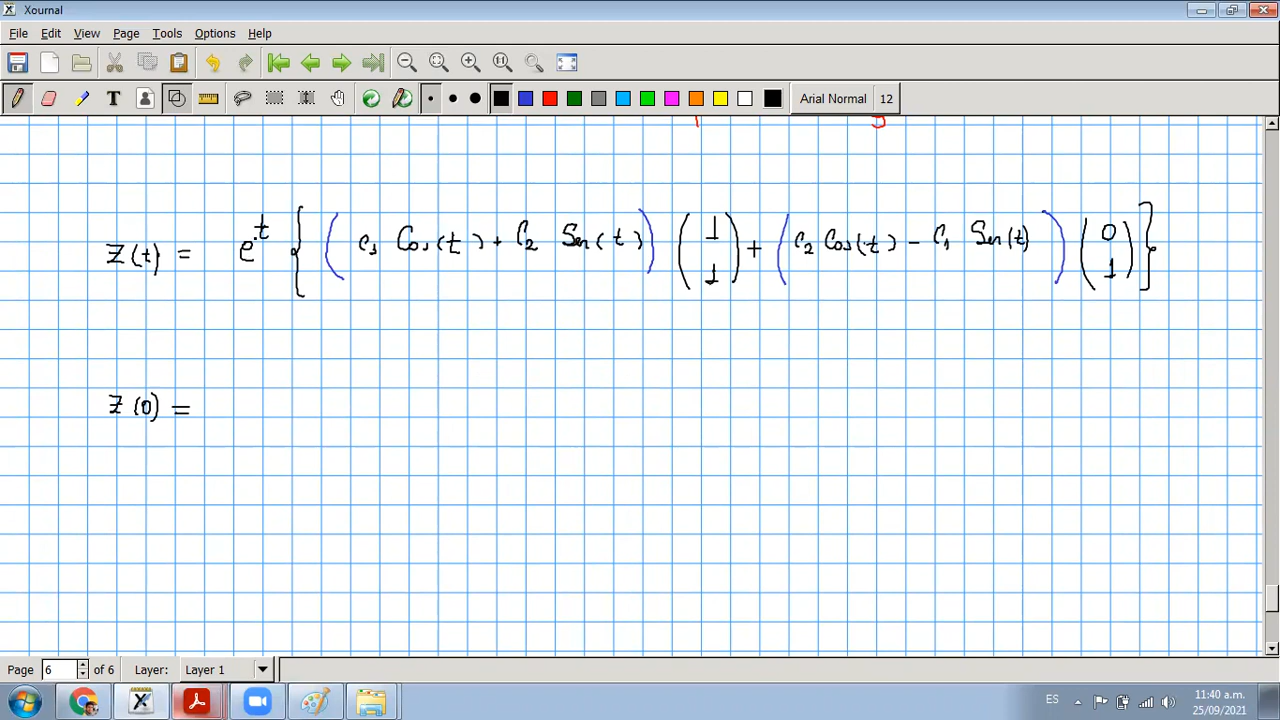 Xournal
File Edit View Page Tools Options Help
Arial Normal 12
Z(t) = e^t { ( C1 Cos(t) + C2 Sen(t) ) ( 1 1 ) + ( C2 Cos(t) - C1 Sen(t) ) ( 0 1 ) }
Z(0) =
Page 6 of 6 Layer: Layer 1
ES 11:40 a.m.
25/09/2021